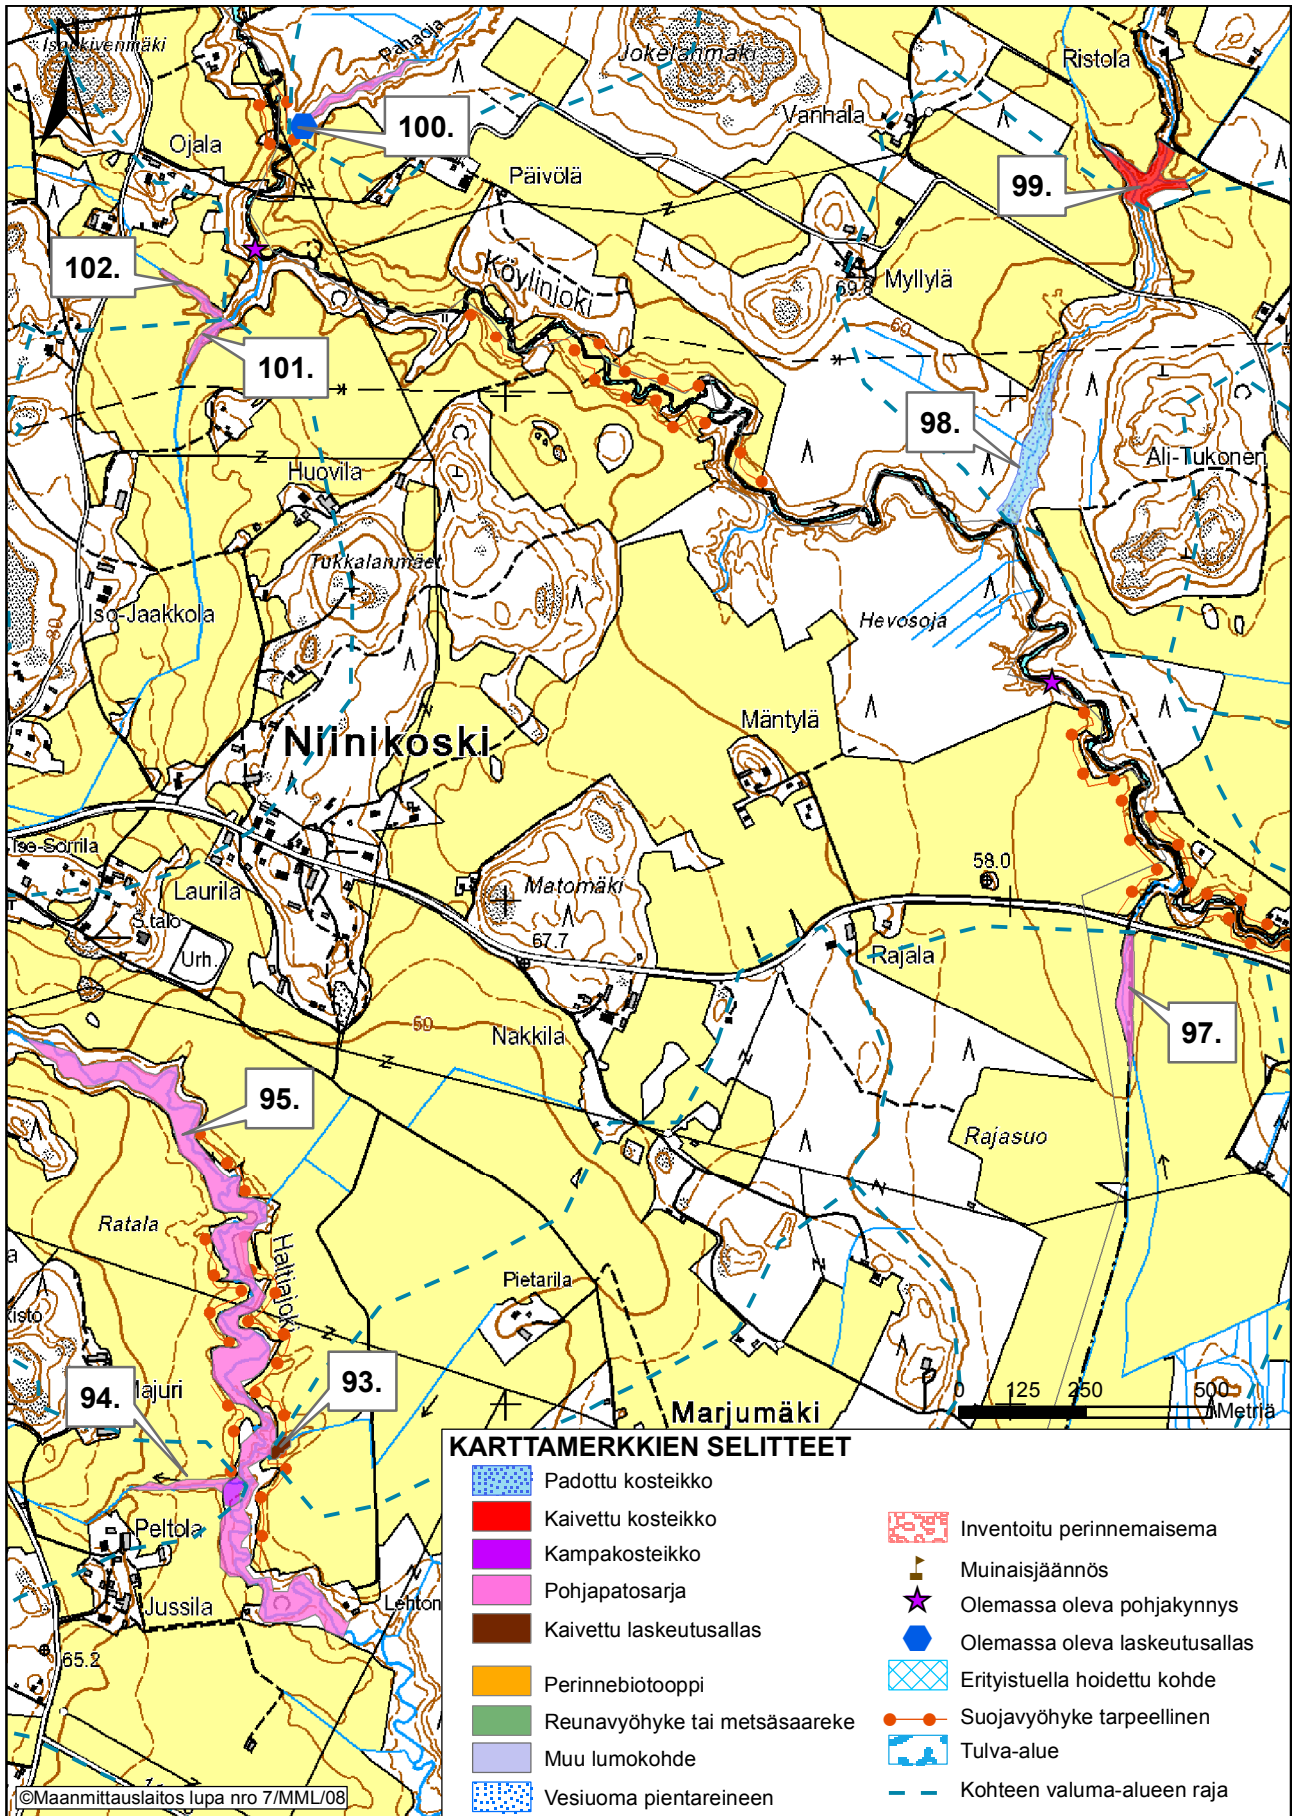 N
Isonkivenmäki
Pahaoja
Jokelanmäki
Ristola
Vanhala
100.
Ojala
Päivölä
99.
102.
Köylinjoki
Myllylä
69.8
60
101.
98.
Ali-Tukonen
Huovila
Tukkalanmäet
Iso-Jaakkola
80
Hevosoja
Mäntylä
Niinikoski
Iso-Sorrila
58.0
Laurila
Matomäki
S.talo
67.7
Urh.
Rajala
50
Nakkila
97.
95.
Rajasuo
Ratala
Haltiajoki
a
Pietarila
kisto
93.
94.
Majuri
0 125 250 500
Metriä
Marjumäki
Peltola
Jussila
Lehton
65.2
KARTTAMERKKIEN SELITTEET
Padottu kosteikko
Kaivettu kosteikko
Kampakosteikko
Pohjapatosarja
Kaivettu laskeutusallas
Perinnebiotooppi
Reunavyöhyke tai metsäsaareke
Muu lumokohde
Vesiuoma pientareineen
Inventoitu perinnemaisema
Muinaisjäännös
Olemassa oleva pohjakynnys
Olemassa oleva laskeutusallas
Erityistuella hoidettu kohde
Suojavyöhyke tarpeellinen
Tulva-alue
Kohteen valuma-alueen raja
©Maanmittauslaitos lupa nro 7/MML/08